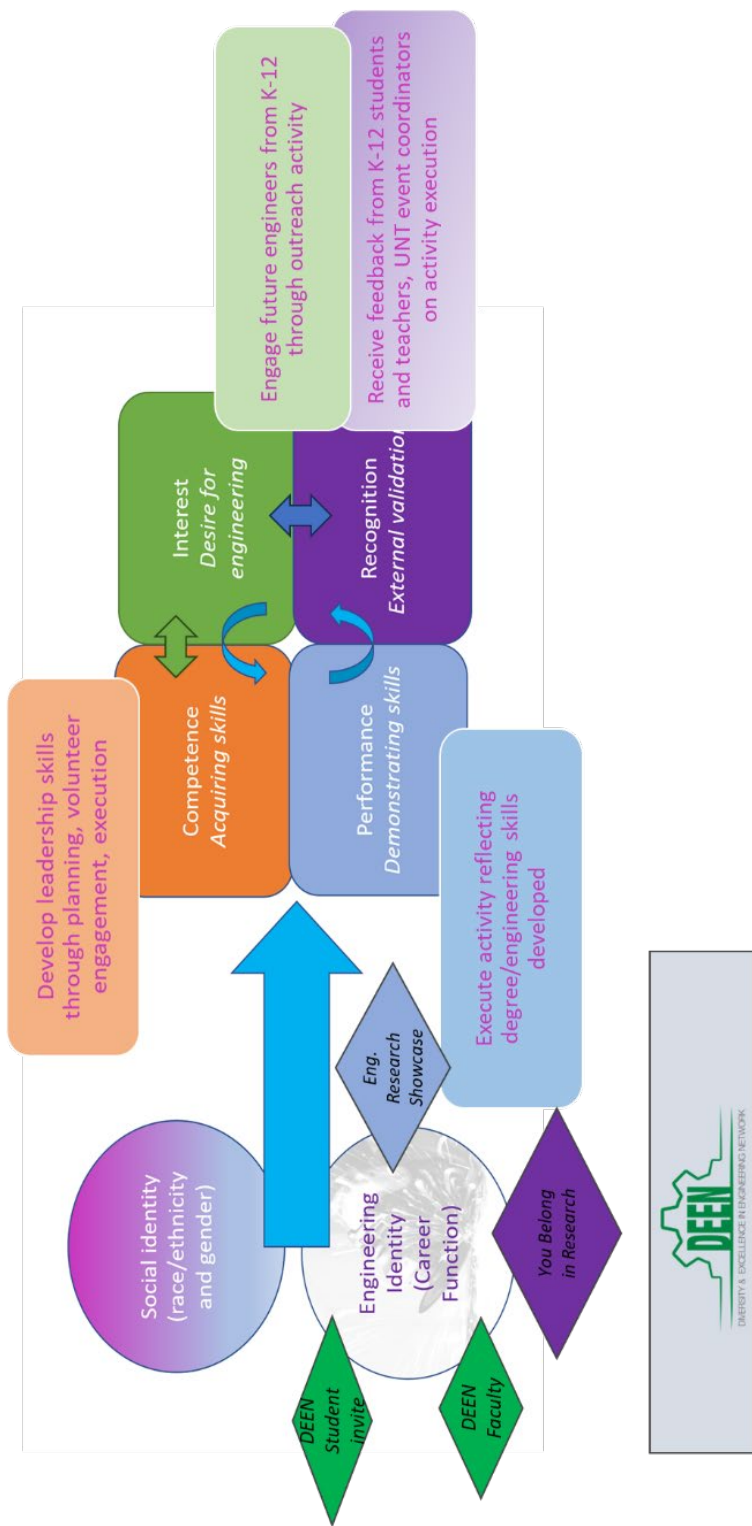 Social identity
(race/ethnicity
and gender)
Engineering
Identity
(Career
Function)
DEEN
Student
invite
DEEN
Faculty
You Belong
in Research
Eng.
Research
Showcase
Develop leadership skills
through planning, volunteer
engagement, execution
Competence
Acquiring skills
Interest
Desire for
engineering
Performance
Demonstrating skills
Recognition
External validation
Execute activity reflecting
degree/engineering skills
developed
Engage future engineers from K-12
through outreach activity
Receive feedback from K-12 students
and teachers, UNT event coordinators
on activity execution
DEEN
DIVERSITY & EXCELLENCE IN ENGINEERING NETWORK